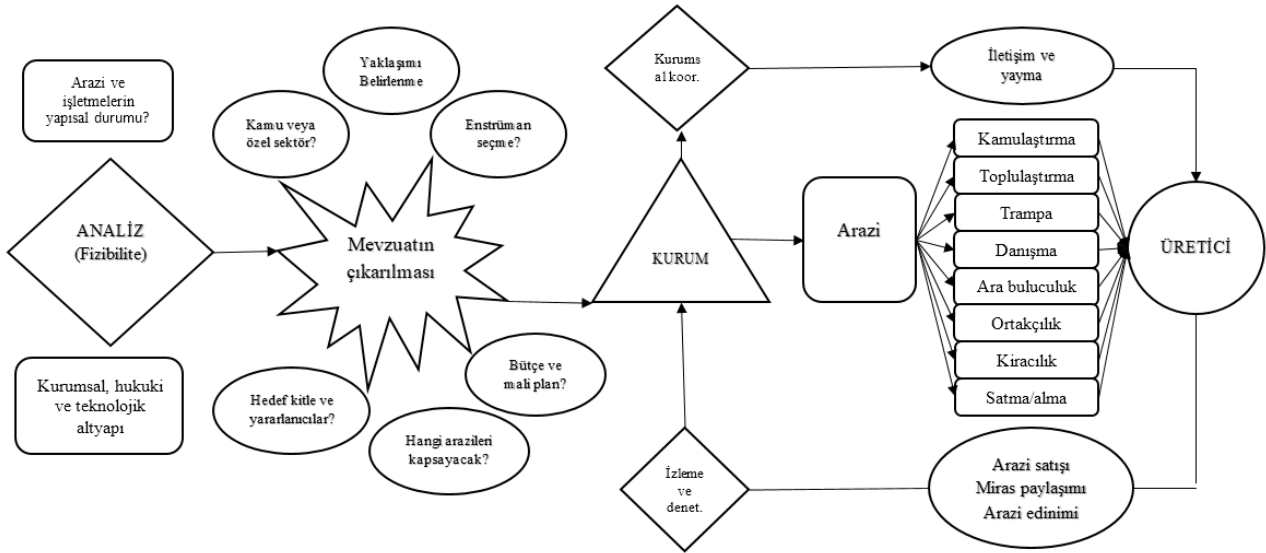 Arazi ve
işletmelerin
yapısal durumu?
ANALİZ
(Fizibilite)
Kurumsal, hukuki
ve teknolojik
altyapı
Yaklaşımı
Belirlenme
Kamu veya
özel sektör?
Enstrüman
seçme?
Mevzuatın
çıkarılması
Hedef kitle ve
yararlanıcılar?
Hangi arazileri
kapsayacak?
Bütçe ve
mali plan?
Kurums
al koor.
KURUM
İzleme
ve
denet.
Arazi
İletişim ve
yayma
Kamulaştırma
Toplulaştırma
Trampa
Danışma
Ara buluculuk
Ortakçılık
Kiracılık
Satma/alma
ÜRETİCİ
Arazi satışı
Miras paylaşımı
Arazi edinimi